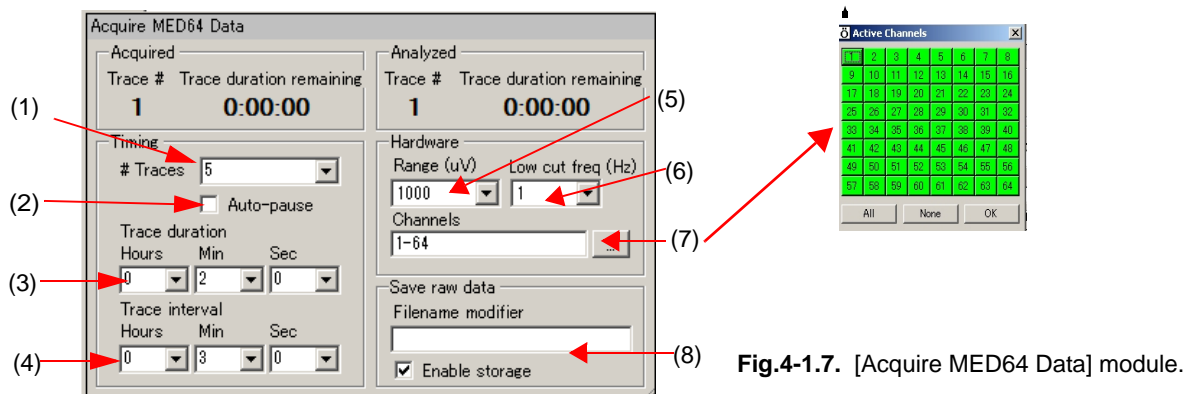 Acquire MED64 Data
Acquired
Trace # Trace duration remaining
1 0:00:00
Analyzed
Trace # Trace duration remaining
1 0:00:00
(1)
Timing
# Traces 5
(2)
Auto-pause
Trace duration
Hours Min Sec
(3)
0 2 0
Trace interval
Hours Min Sec
(4)
0 3 0
(5)
Hardware
Range (uV) Low cut freq (Hz)
1000 1
(6)
Channels
1-64 ...
(7)
Save raw data
Filename modifier
(8)
Enable storage
Active Channels
1 2 3 4 5 6 7 8
9 10 11 12 13 14 15 16
17 18 19 20 21 22 23 24
25 26 27 28 29 30 31 32
33 34 35 36 37 38 39 40
41 42 43 44 45 46 47 48
49 50 51 52 53 54 55 56
57 58 59 60 61 62 63 64
All None OK
Fig.4-1.7. [Acquire MED64 Data] module.